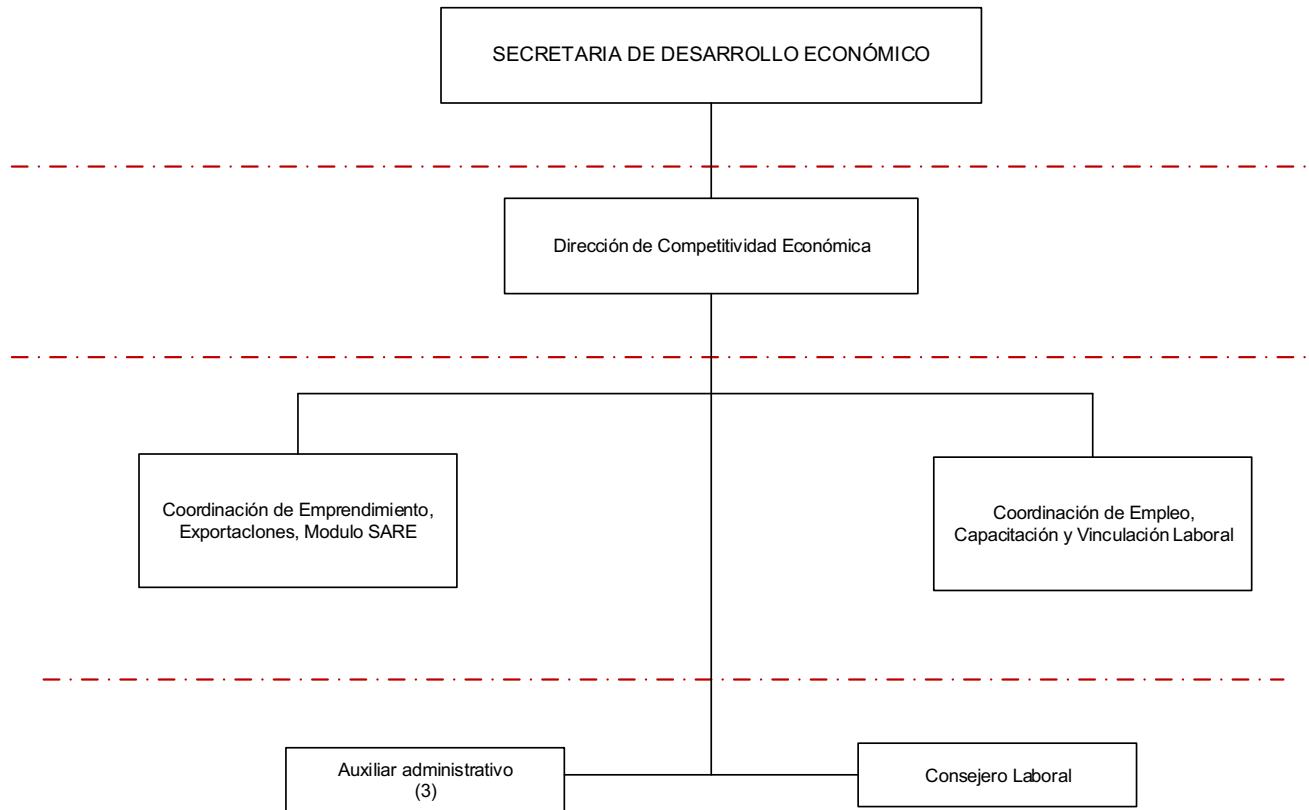 SECRETARIA DE DESARROLLO ECONÓMICO
Dirección de Competitividad Económica
Coordinación de Emprendimiento,
Exportaclones, Modulo SARE
Coordinación de Empleo,
Capacitación y Vinculación Laboral
Auxiliar administrativo
(3)
Consejero Laboral